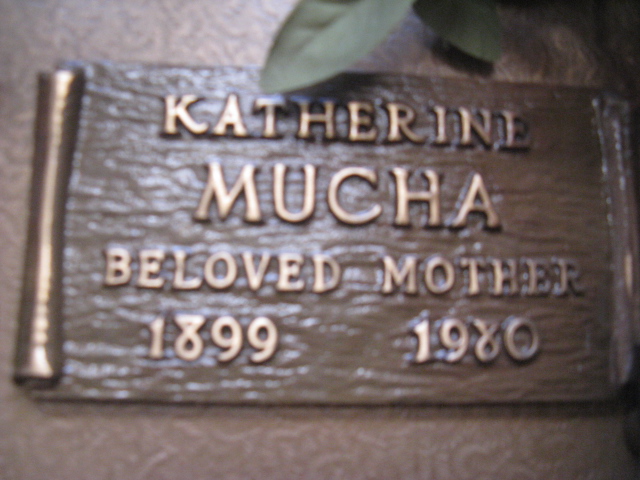 KATHERINE
MUCHA
BELOVED MOTHER
1899 1980